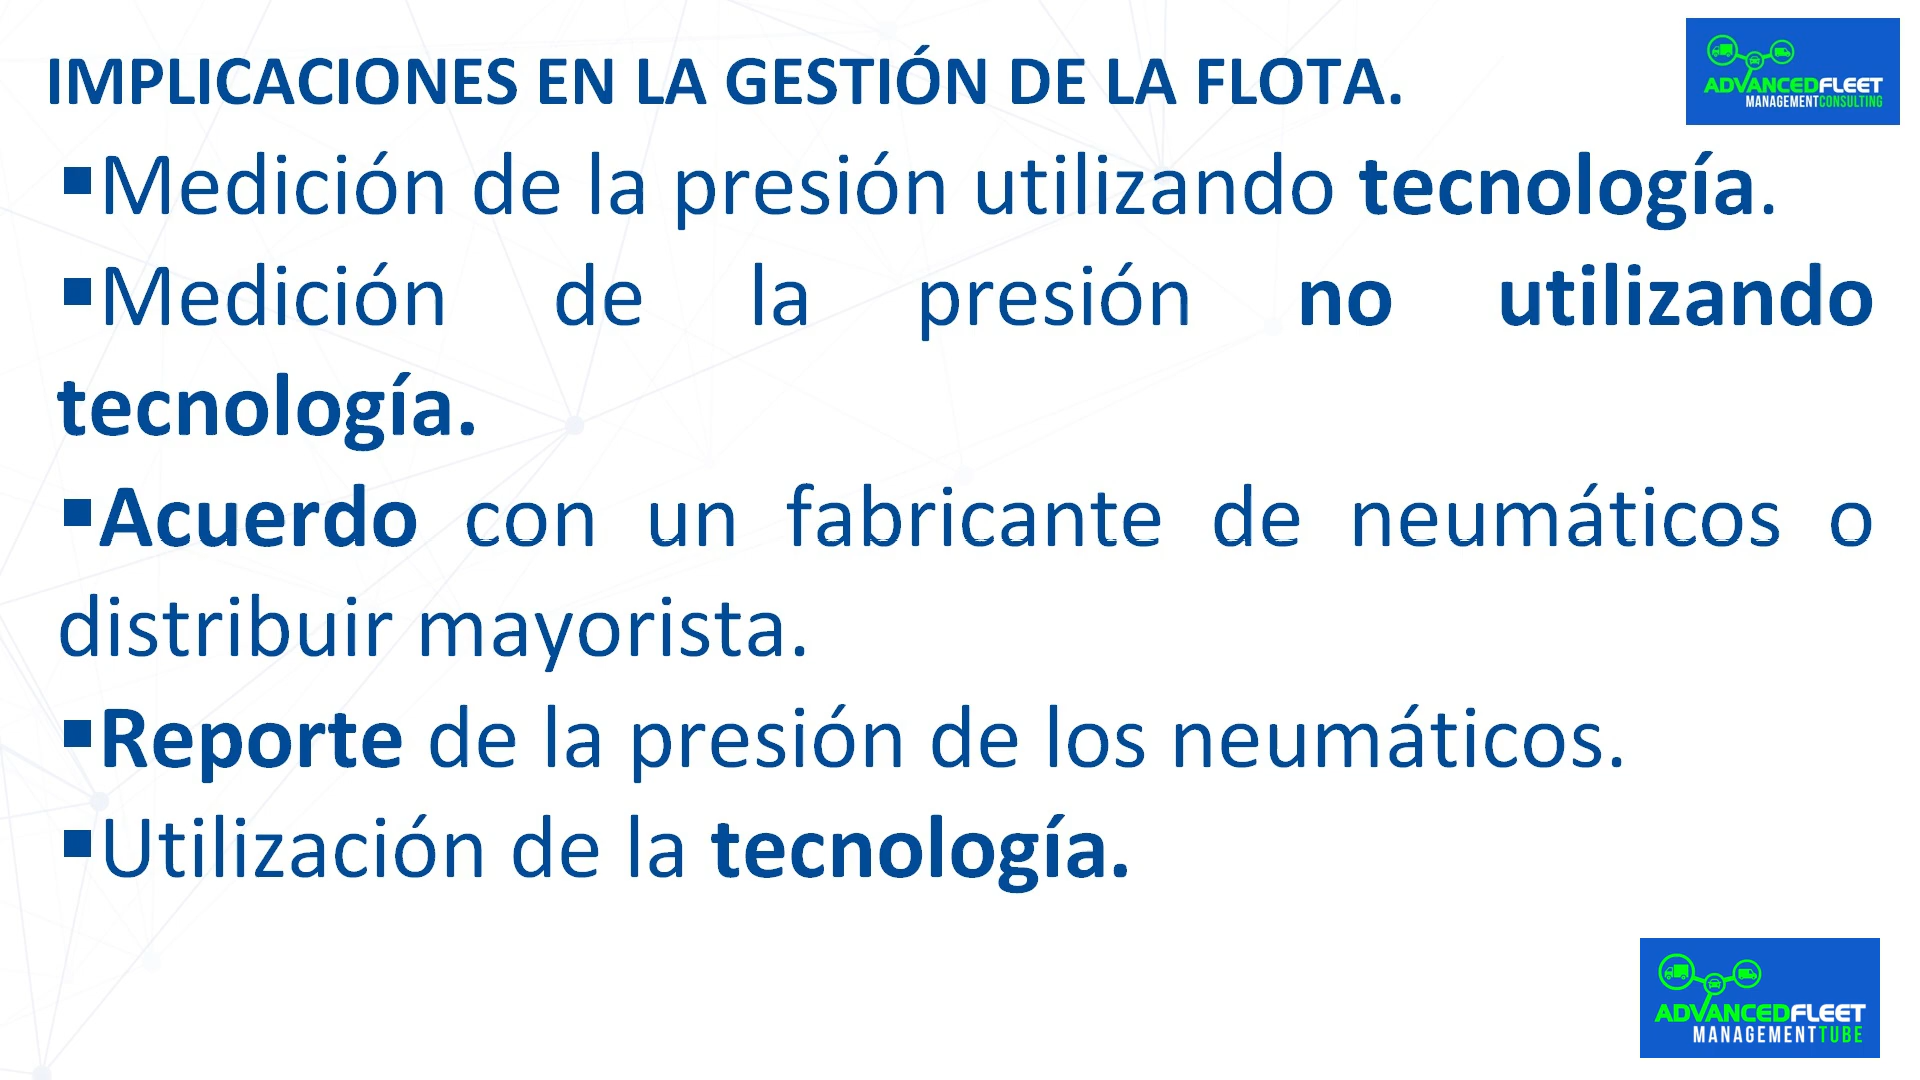 IMPLICACIONES EN LA GESTIÓN DE LA FLOTA.
ADVANCEDFLEET
MANAGEMENTCONSULTING
▪Medición de la presión utilizando tecnología.
▪Medición de la presión no utilizando
tecnología.
▪Acuerdo con un fabricante de neumáticos o
distribuir mayorista.
▪Reporte de la presión de los neumáticos.
▪Utilización de la tecnología.
ADVANCEDFLEET
MANAGEMENTTUBE